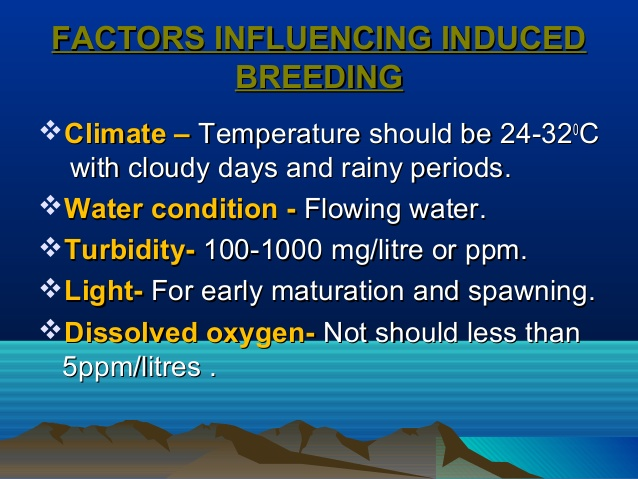 FACTORS INFLUENCING INDUCED
BREEDING
❖Climate – Temperature should be 24-32⁰C
with cloudy days and rainy periods.
❖Water condition - Flowing water.
❖Turbidity- 100-1000 mg/litre or ppm.
❖Light- For early maturation and spawning.
❖Dissolved oxygen- Not should less than
5ppm/litres .